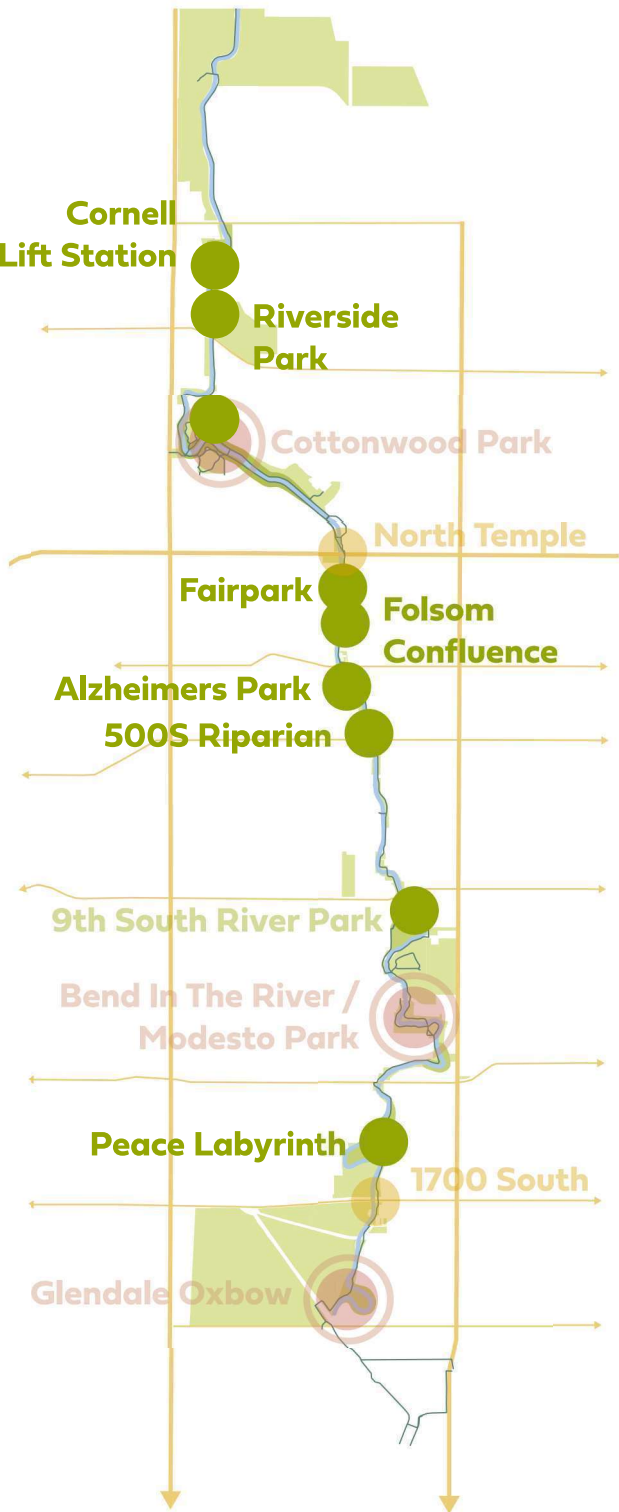 Cornell
Lift Station
Riverside
Park
Cottonwood Park
North Temple
Fairpark
Folsom
Confluence
Alzheimers Park
500S Riparian
9th South River Park
Bend In The River /
Modesto Park
Peace Labyrinth
1700 South
Glendale Oxbow